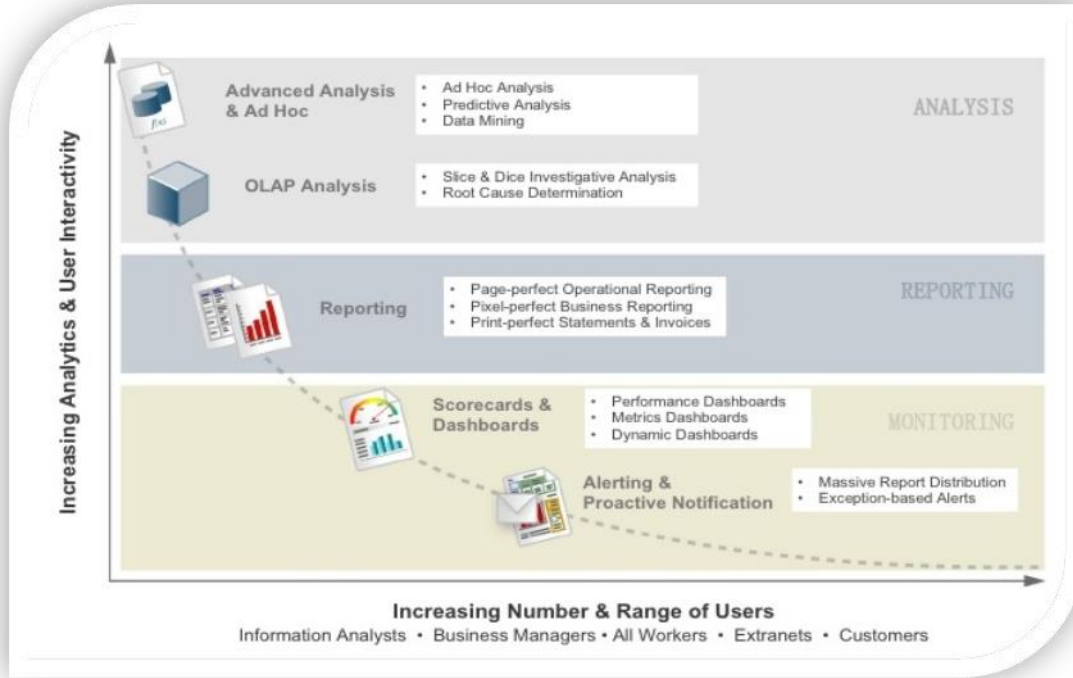 Increasing Analytics & User Interactivity
Advanced Analysis
& Ad Hoc
• Ad Hoc Analysis
• Predictive Analysis
• Data Mining
ANALYSIS
OLAP Analysis
• Slice & Dice Investigative Analysis
• Root Cause Determination
Reporting
• Page-perfect Operational Reporting
• Pixel-perfect Business Reporting
• Print-perfect Statements & Invoices
REPORTING
Scorecards &
Dashboards
• Performance Dashboards
• Metrics Dashboards
• Dynamic Dashboards
MONITORING
Alerting &
Proactive Notification
• Massive Report Distribution
• Exception-based Alerts
Increasing Number & Range of Users
Information Analysts • Business Managers • All Workers • Extranets • Customers